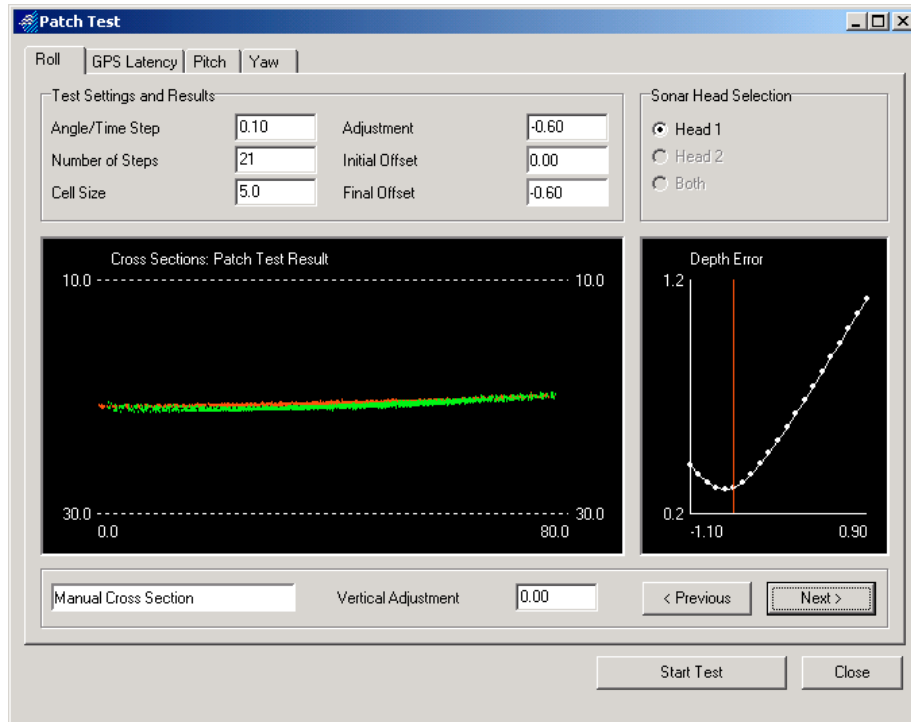 Patch Test
Roll GPS Latency Pitch Yaw
Test Settings and Results
Angle/Time Step 0.10 Adjustment -0.60
Number of Steps 21 Initial Offset 0.00
Cell Size 5.0 Final Offset -0.60
Sonar Head Selection
Head 1
Head 2
Both
Cross Sections: Patch Test Result
10.0 10.0
30.0 30.0
0.0 80.0
Depth Error
1.2
0.2
-1.10 0.90
Manual Cross Section Vertical Adjustment 0.00 < Previous Next >
Start Test Close